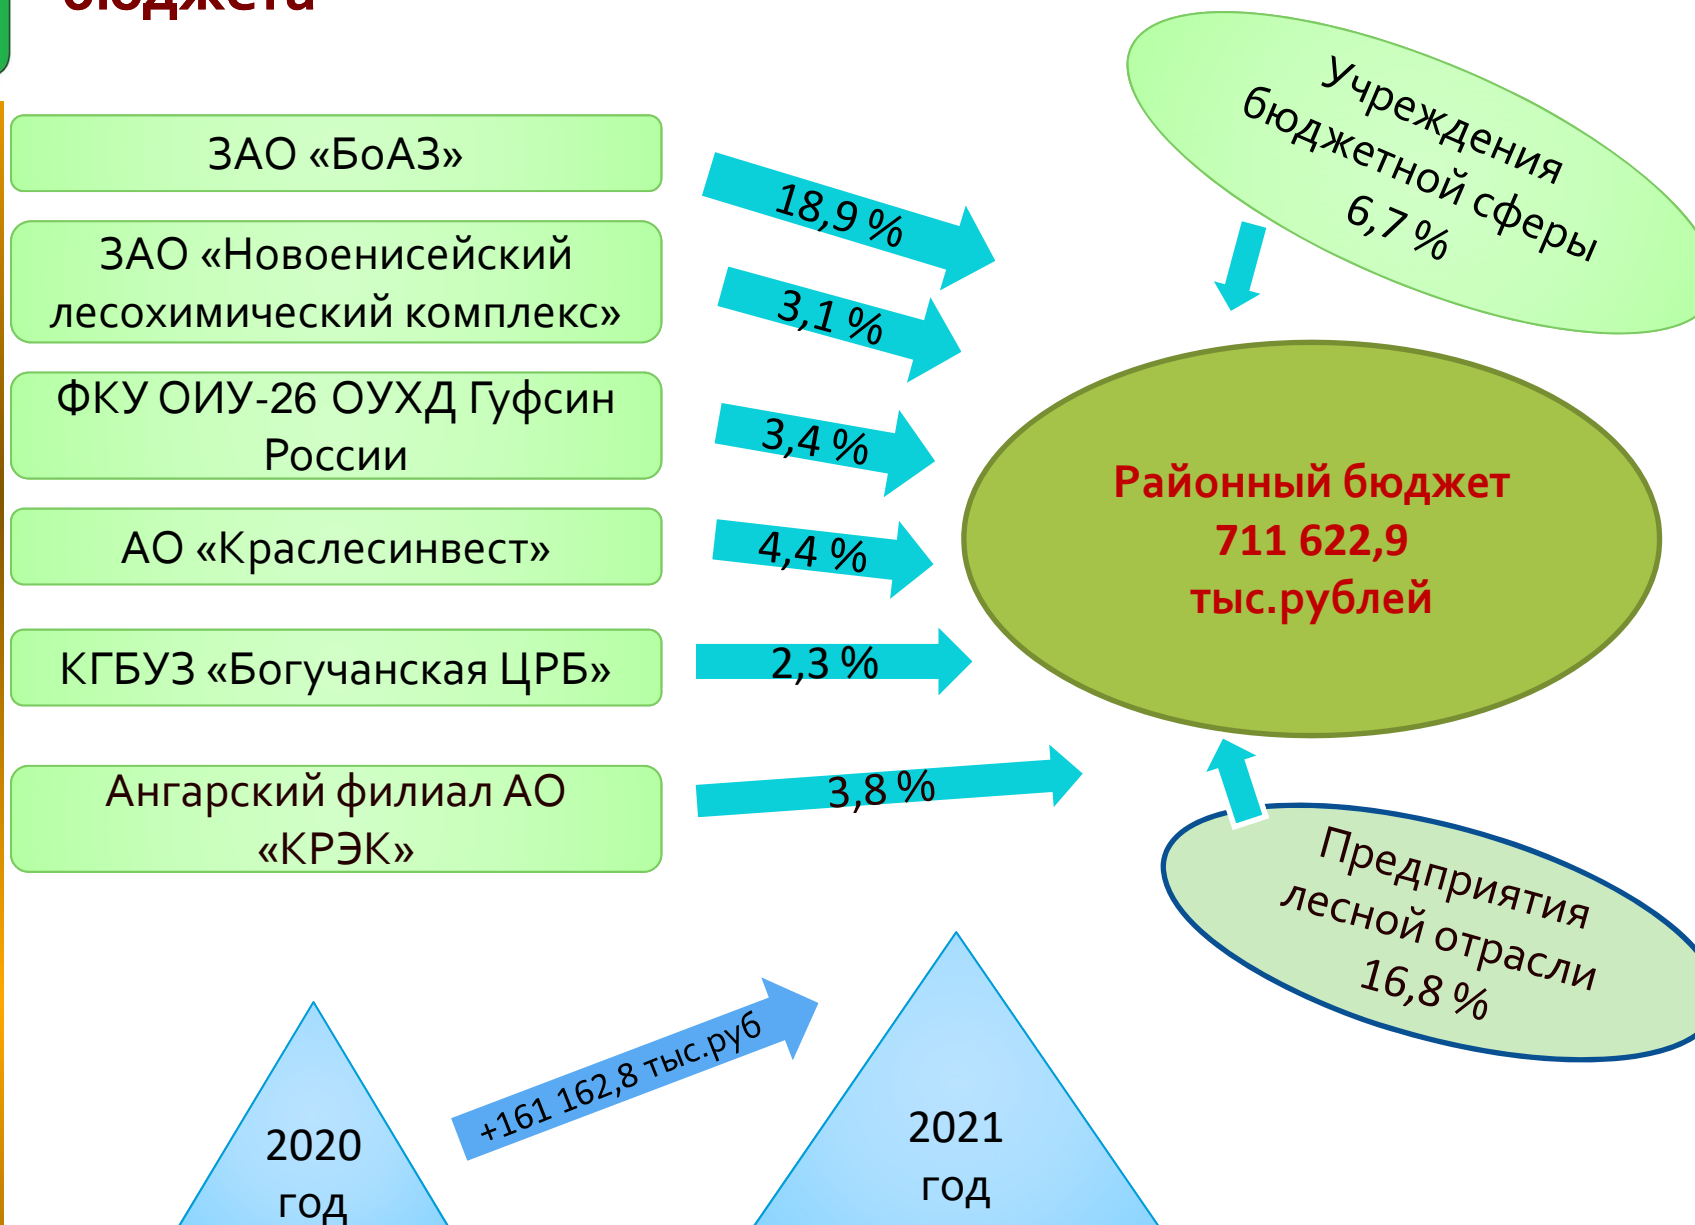 бюджета
ЗАО «БоАЗ»
18,9 %
ЗАО «Новоенисейский
лесохимический комплекс»
3,1 %
ФКУ ОИУ-26 ОУХД Гуфсин
России
3,4 %
АО «Краслесинвест»
4,4 %
КГБУЗ «Богучанская ЦРБ»
2,3 %
Ангарский филиал АО
«КРЭК»
3,8 %
Учреждения
бюджетной сферы
6,7 %
Районный бюджет
711 622,9
тыс.рублей
Предприятия
лесной отрасли
16,8 %
2020
год
+161 162,8 тыс.руб
2021
год